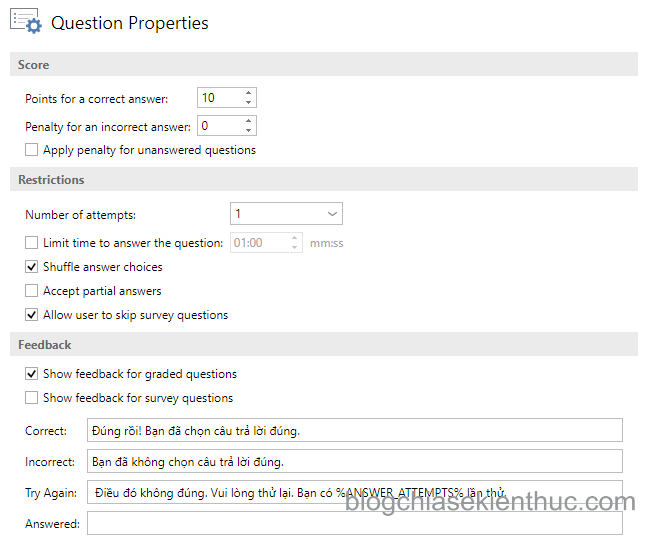 Question Properties
Score
Points for a correct answer: 10
Penalty for an incorrect answer: 0
Apply penalty for unanswered questions
Restrictions
Number of attempts: 1
Limit time to answer the question: 01:00 mm:ss
Shuffle answer choices
Accept partial answers
Allow user to skip survey questions
Feedback
Show feedback for graded questions
Show feedback for survey questions
Correct: Đúng rồi! Bạn đã chọn câu trả lời đúng.
Incorrect: Bạn đã không chọn câu trả lời đúng.
Try Again: Điều đó không đúng. Vui lòng thử lại. Bạn có %ANSWER_ATTEMPTS% lần thử.
blogchiasekienthuc.com
Answered: